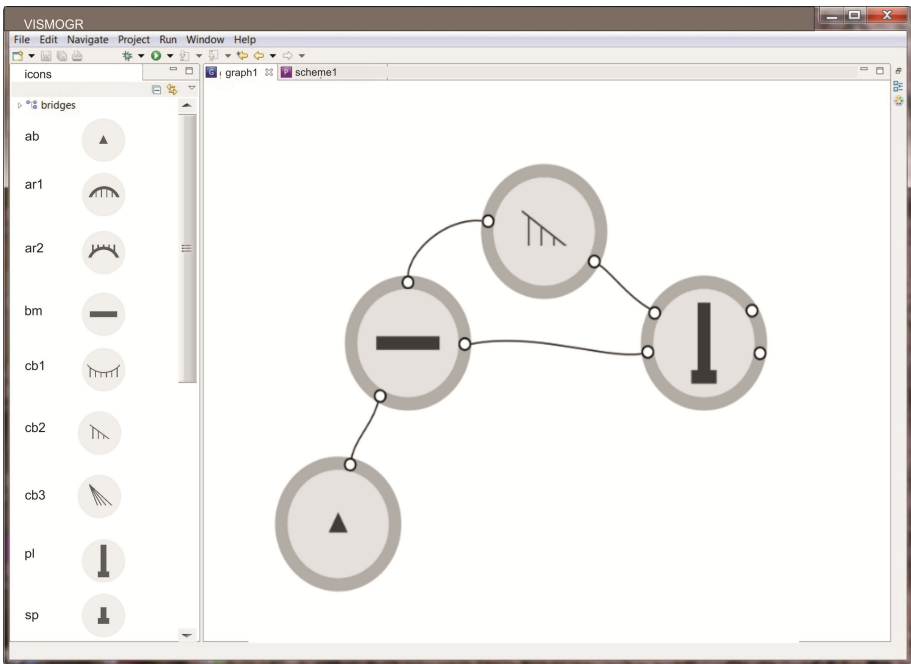 VISMOGR
File Edit Navigate Project Run Window Help
icons
G graph1
P scheme1
bridges
ab
ar1
ar2
bm
cb1
cb2
cb3
pl
sp